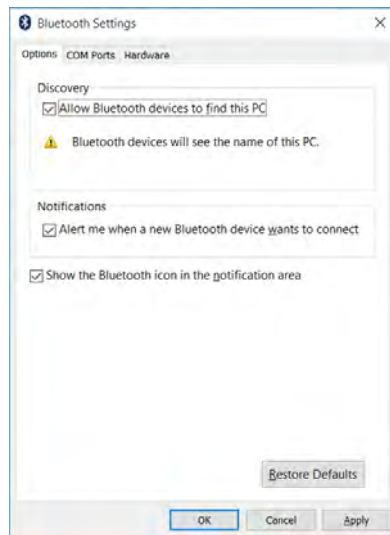 Bluetooth Settings
Options COM Ports Hardware
Discovery
Allow Bluetooth devices to find this PC
Bluetooth devices will see the name of this PC.
Notifications
Alert me when a new Bluetooth device wants to connect
Show the Bluetooth icon in the notification area
Restore Defaults
OK Cancel Apply